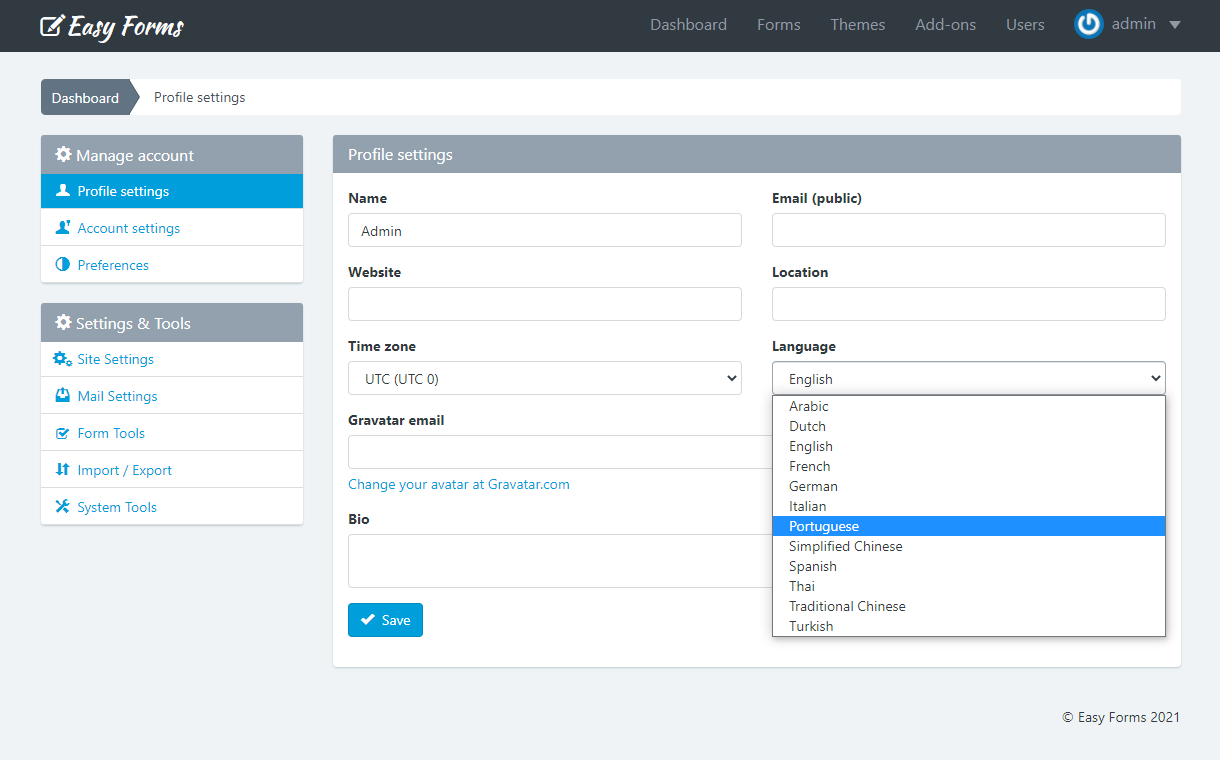 Easy Forms
Dashboard Forms Themes Add-ons Users admin
Dashboard Profile settings
Manage account
Profile settings
Account settings
Preferences
Settings & Tools
Site Settings
Mail Settings
Form Tools
Import / Export
System Tools
Profile settings
Name
Admin
Email (public)
Website
Location
Time zone
UTC (UTC 0)
Language
English
Arabic
Dutch
English
French
German
Italian
Portuguese
Simplified Chinese
Spanish
Thai
Traditional Chinese
Turkish
Gravatar email
Change your avatar at Gravatar.com
Bio
Save
© Easy Forms 2021